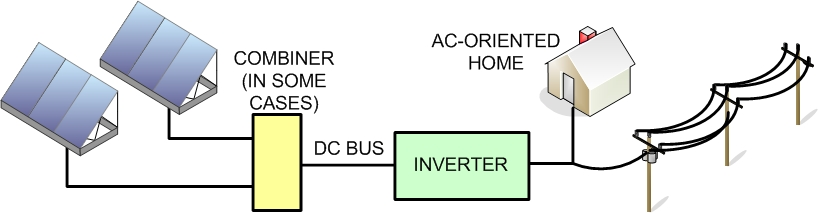 COMBINER
(IN SOME
CASES)
DC BUS
INVERTER
AC-ORIENTED
HOME